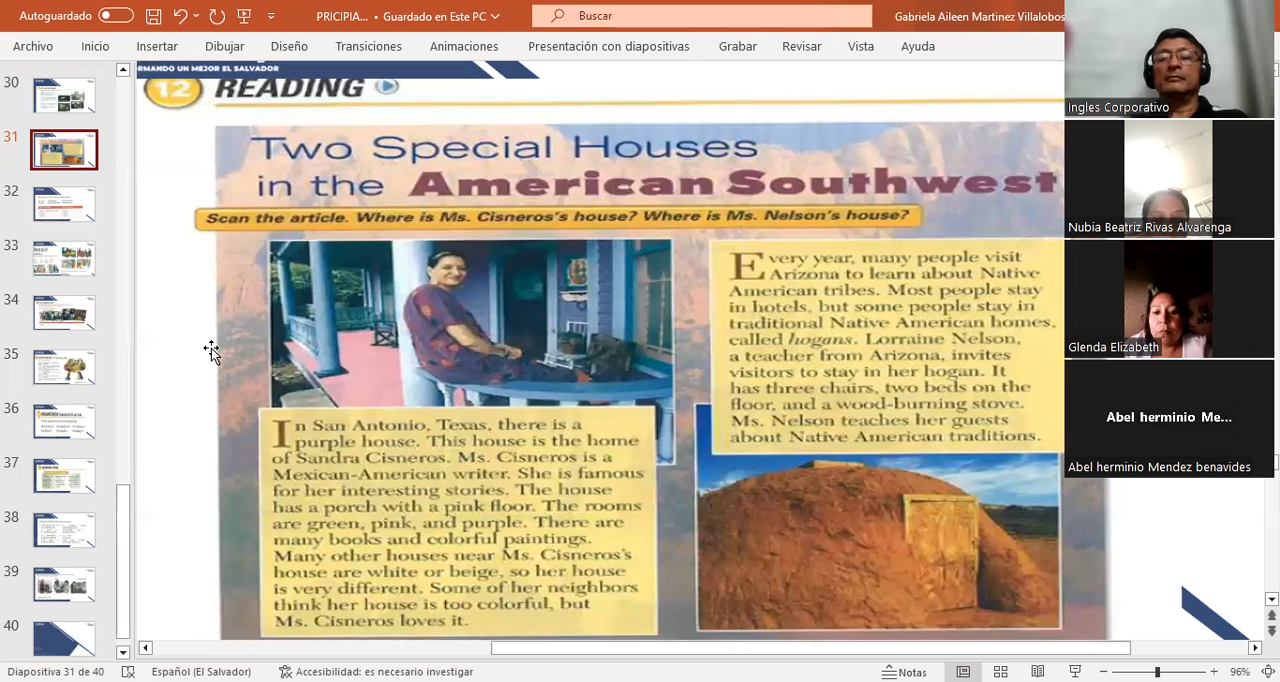 Autoguardado
PRICIPIA... • Guardado en Este PC
Buscar
Gabriela Aileen Martinez Villalobos
Archivo Inicio Insertar Dibujar Diseño Transiciones Animaciones Presentación con diapositivas Grabar Revisar Vista Ayuda
30
31
32
33
34
35
36
37
38
39
40
RMANDO UN MEJOR EL SALVADOR
12 READING
Two Special Houses
in the American Southwest
Scan the article. Where is Ms. Cisneros's house? Where is Ms. Nelson's house?
In San Antonio, Texas, there is a
purple house. This house is the home
of Sandra Cisneros. Ms. Cisneros is a
Mexican-American writer. She is famous
for her interesting stories. The house
has a porch with a pink floor. The rooms
are green, pink, and purple. There are
many books and colorful paintings.
Many other houses near Ms. Cisneros's
house are white or beige, so her house
is very different. Some of her neighbors
think her house is too colorful, but
Ms. Cisneros loves it.
Every year, many people visit
Arizona to learn about Native
American tribes. Most people stay
in hotels, but some people stay in
traditional Native American homes,
called hogans. Lorraine Nelson,
a teacher from Arizona, invites
visitors to stay in her hogan. It
has three chairs, two beds on the
floor, and a wood-burning stove.
Ms. Nelson teaches her guests
about Native American traditions.
Ingles Corporativo
Nubia Beatriz Rivas Alvarenga
Glenda Elizabeth
Abel herminio Me...
Abel herminio Mendez benavides
Diapositiva 31 de 40 Español (El Salvador) Accesibilidad: es necesario investigar Notas 96%